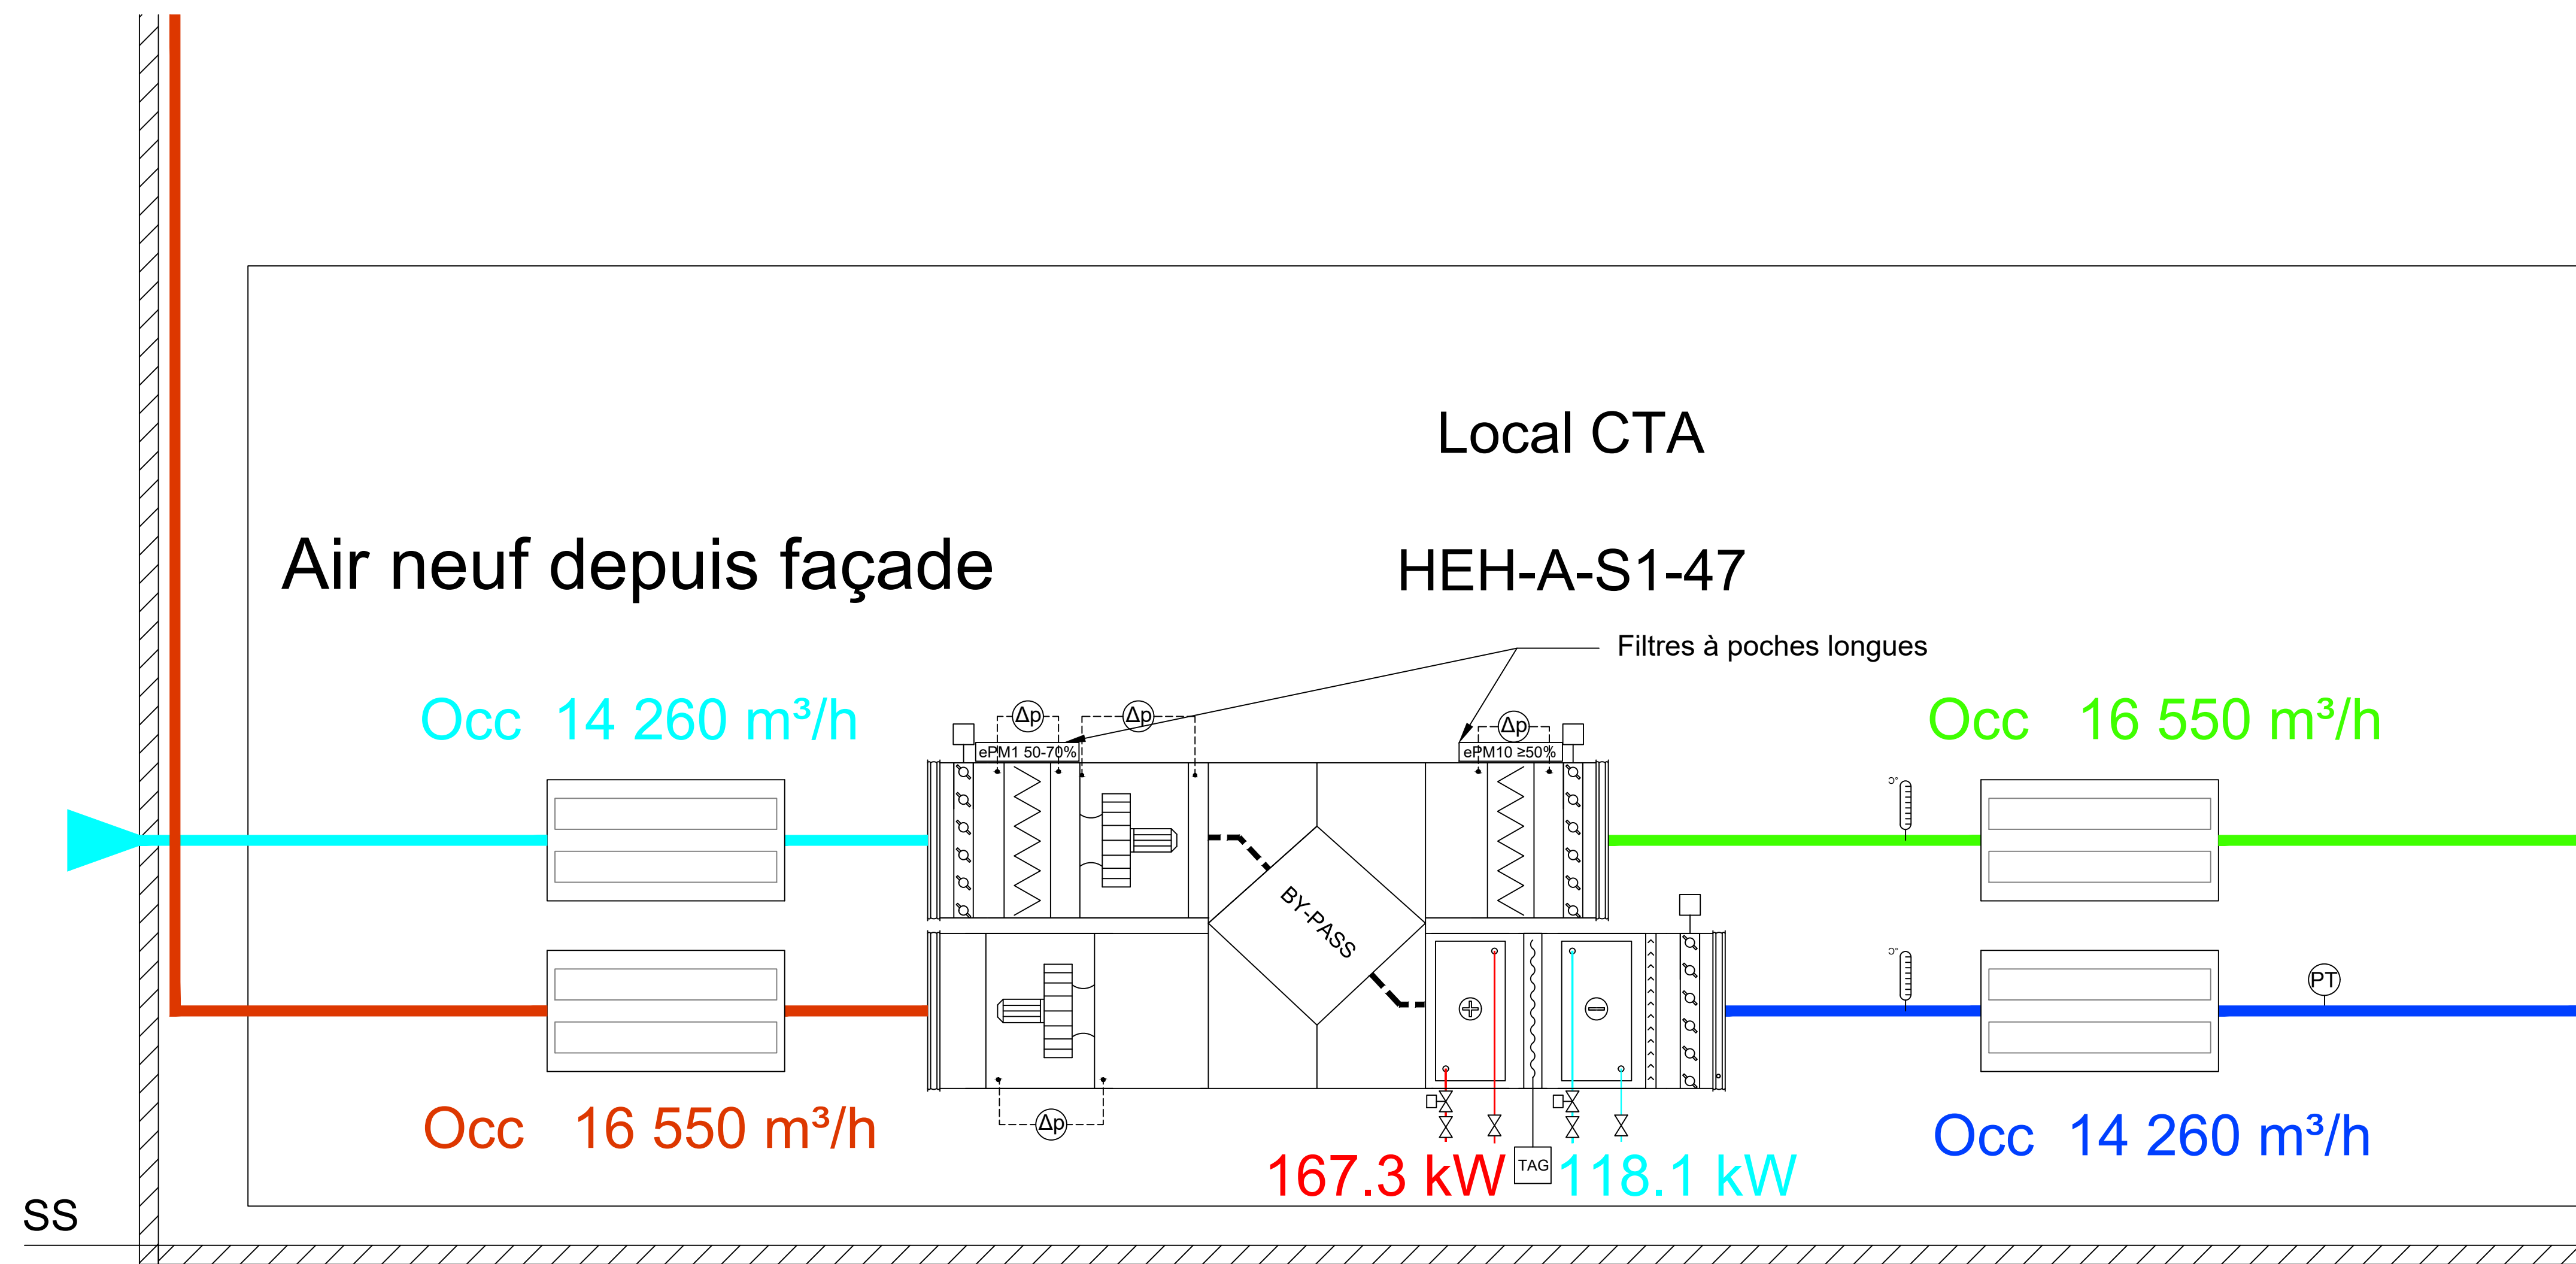 Local CTA
Air neuf depuis façade
HEH-A-S1-47
Filtres à poches longues
Occ 14 260 m³/h
Δp
Δp
Δp
Occ 16 550 m³/h
ePM1 50-70%
ePM10 ≥50%
°C
BY-PASS
°C
PT
Occ 16 550 m³/h
Δp
Occ 14 260 m³/h
167.3 kW
TAG
118.1 kW
SS